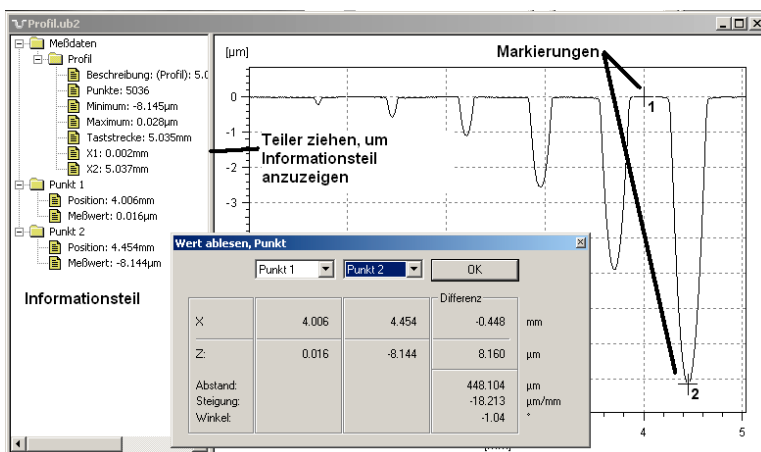 Profil.ub2
Meßdaten
Profil
Beschreibung: (Profil): 5.0
Punkte: 5036
Minimum: -8.145µm
Maximum: 0.028µm
Taststrecke: 5.035mm
X1: 0.002mm
X2: 5.037mm
Punkt 1
Position: 4.006mm
Meßwert: 0.016µm
Punkt 2
Position: 4.454mm
Meßwert: -8.144µm
Informationsteil
[µm]
Markierungen
0
1
-1
Teiler ziehen, um
Informationsteil
anzuzeigen
-2
-3
Wert ablesen, Punkt
Punkt 1 Punkt 2 OK
Differenz
X 4.006 4.454 -0.448 mm
Z: 0.016 -8.144 8.160 µm
Abstand: 448.104 µm
Steigung: -18.213 µm/mm
Winkel: -1.04 °
2
4 5
[mm]